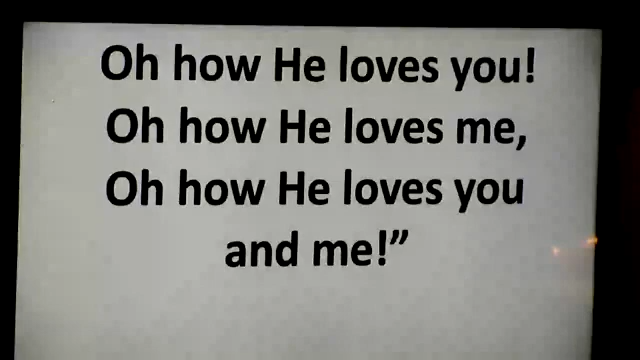 Oh how He loves you!
Oh how He loves me,
Oh how He loves you
and me!”